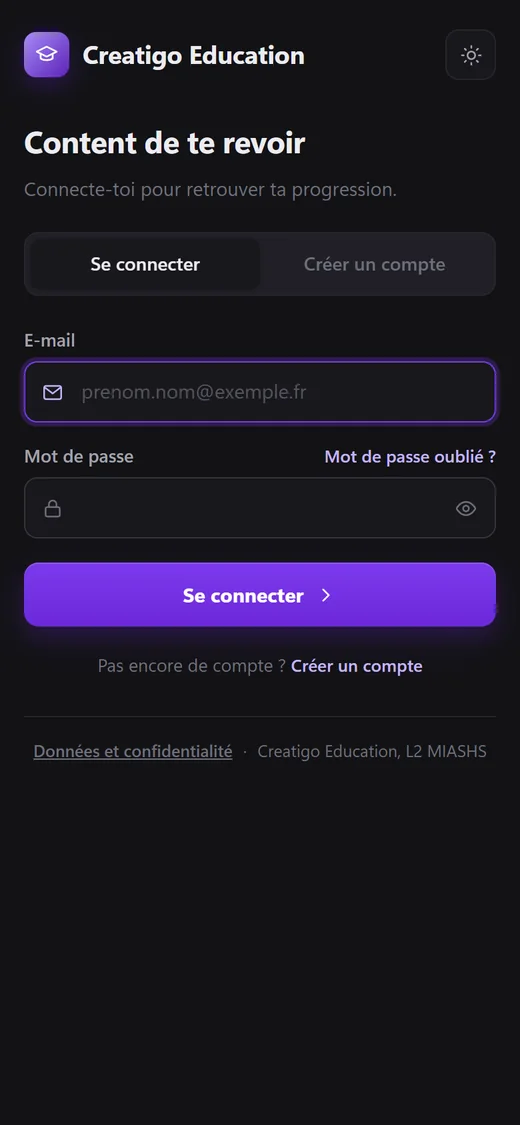 Creatigo Education
Content de te revoir
Connecte-toi pour retrouver ta progression.
Se connecter
Créer un compte
E-mail
prenom.nom@exemple.fr
Mot de passe
Mot de passe oublié ?
Se connecter
Pas encore de compte ? Créer un compte
Données et confidentialité · Creatigo Education, L2 MIASHS